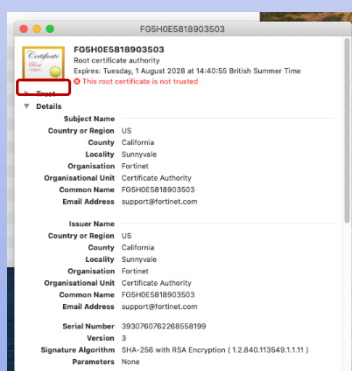 FG5H0E5818903503
Certificate
Root
FG5H0E5818903503
Root certificate authority
Expires: Tuesday, 1 August 2028 at 14:40:55 British Summer Time
This root certificate is not trusted
Trust
Details
Subject Name
Country or Region US
County California
Locality Sunnyvale
Organisation Fortinet
Organisational Unit Certificate Authority
Common Name FG5H0E5818903503
Email Address support@fortinet.com
Issuer Name
Country or Region US
County California
Locality Sunnyvale
Organisation Fortinet
Organisational Unit Certificate Authority
Common Name FG5H0E5818903503
Email Address support@fortinet.com
Serial Number 3930760762268558199
Version 3
Signature Algorithm SHA-256 with RSA Encryption ( 1.2.840.113549.1.1.11 )
Parameters None